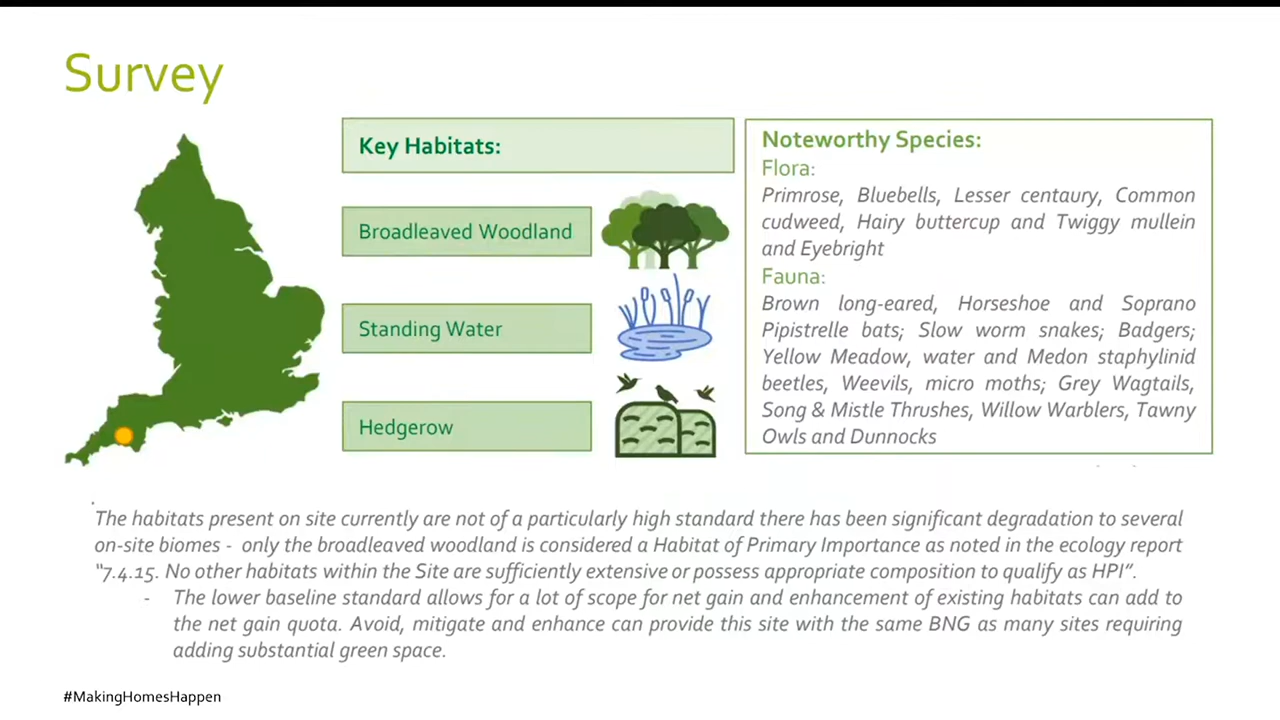 Survey
Key Habitats:
Broadleaved Woodland
Standing Water
Hedgerow
Noteworthy Species:
Flora:
Primrose, Bluebells, Lesser centaury, Common
cudweed, Hairy buttercup and Twiggy mullein
and Eyebright
Fauna:
Brown long-eared, Horseshoe and Soprano
Pipistrelle bats; Slow worm snakes; Badgers;
Yellow Meadow, water and Medon staphylinid
beetles, Weevils, micro moths; Grey Wagtails,
Song & Mistle Thrushes, Willow Warblers, Tawny
Owls and Dunnocks
The habitats present on site currently are not of a particularly high standard there has been significant degradation to several
on-site biomes - only the broadleaved woodland is considered a Habitat of Primary Importance as noted in the ecology report
“7.4.15. No other habitats within the Site are sufficiently extensive or possess appropriate composition to qualify as HPI”.
- The lower baseline standard allows for a lot of scope for net gain and enhancement of existing habitats can add to
the net gain quota. Avoid, mitigate and enhance can provide this site with the same BNG as many sites requiring
adding substantial green space.
#MakingHomesHappen